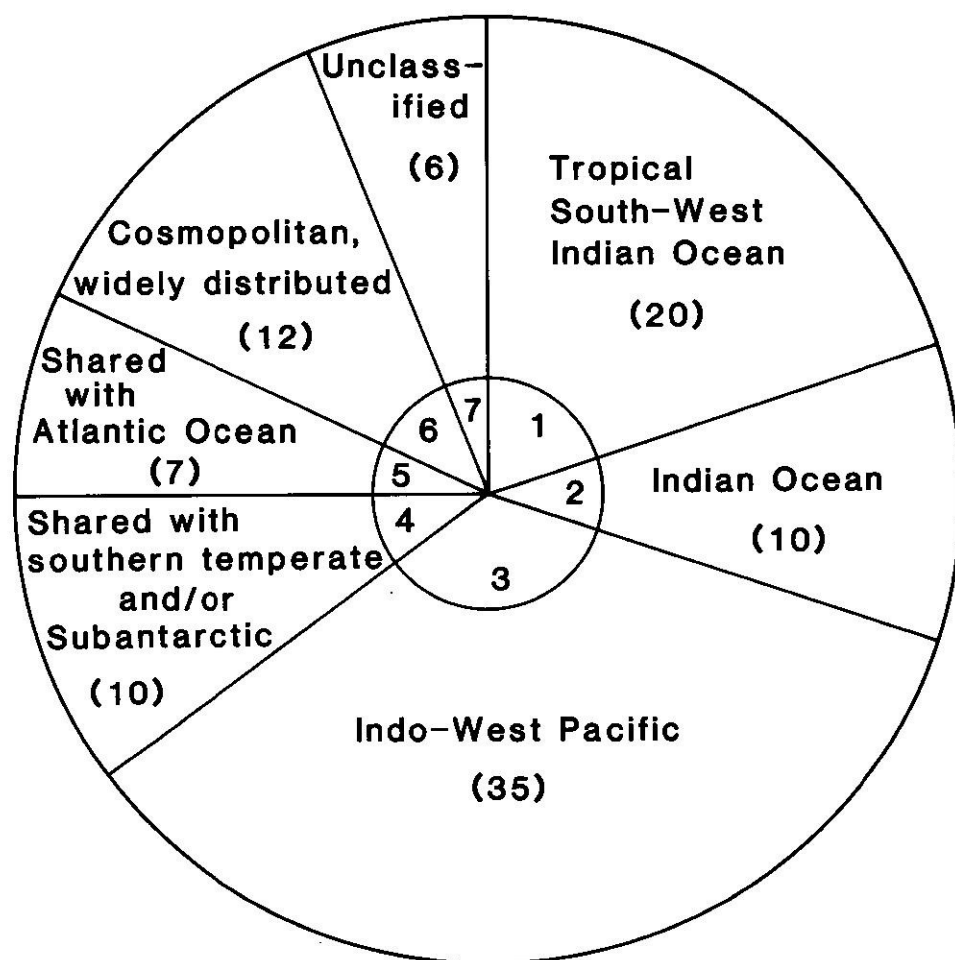 Unclass-
ified
(6)
Tropical
South-West
Indian Ocean
(20)
Cosmopolitan,
widely distributed
(12)
Shared
with
Atlantic Ocean
(7)
Indian Ocean
(10)
Shared with
southern temperate
and/or
Subantarctic
(10)
Indo-West Pacific
(35)
1
2
3
4
5
6
7